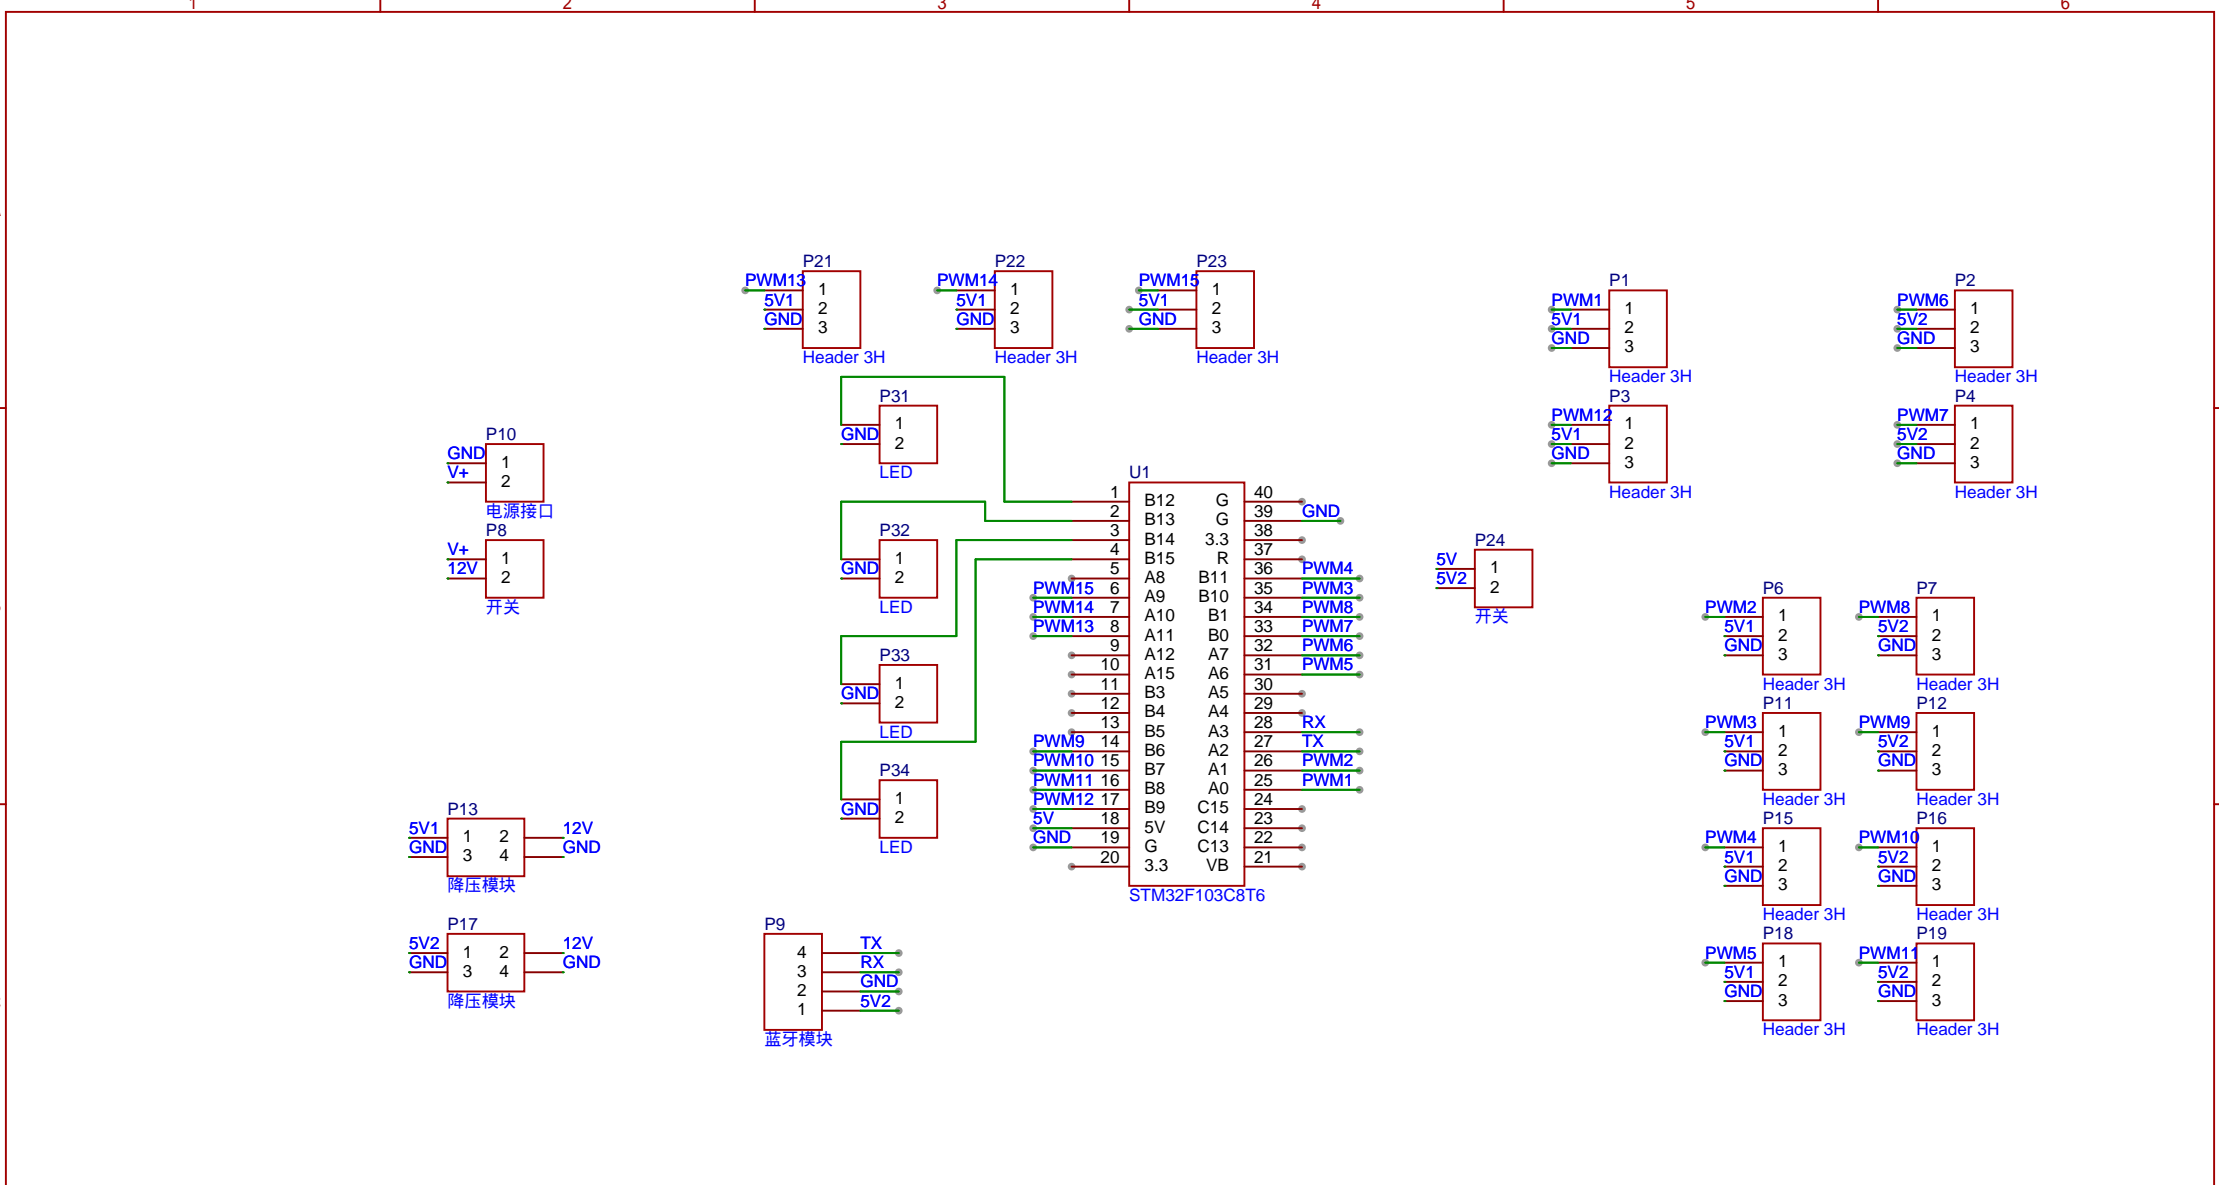 1 2 3 4 5 6
P21
PWM13 1
5V1 2
GND 3
Header 3H
P22
PWM14 1
5V1 2
GND 3
Header 3H
P23
PWM15 1
5V1 2
GND 3
Header 3H
P1
PWM1 1
5V1 2
GND 3
Header 3H
P2
PWM6 1
5V2 2
GND 3
Header 3H
P3
PWM12 1
5V1 2
GND 3
Header 3H
P4
PWM7 1
5V2 2
GND 3
Header 3H
P10
GND 1
V+ 2
电源接口
P8
V+ 1
12V 2
开关
P31
1
GND 2
LED
P32
1
GND 2
LED
P33
1
GND 2
LED
P34
1
GND 2
LED
U1
1 B12 G 40
2 B13 G 39 GND
3 B14 3.3 38
4 B15 R 37
5 A8 B11 36 PWM4
PWM15 6 A9 B10 35 PWM3
PWM14 7 A10 B1 34 PWM8
PWM13 8 A11 B0 33 PWM7
9 A12 A7 32 PWM6
10 A15 A6 31 PWM5
11 B3 A5 30
12 B4 A4 29
13 B5 A3 28 RX
PWM9 14 B6 A2 27 TX
PWM10 15 B7 A1 26 PWM2
PWM11 16 B8 A0 25 PWM1
PWM12 17 B9 C15 24
5V 18 5V C14 23
GND 19 G C13 22
20 3.3 VB 21
STM32F103C8T6
P24
5V 1
5V2 2
开关
P6
PWM2 1
5V1 2
GND 3
Header 3H
P7
PWM8 1
5V2 2
GND 3
Header 3H
P11
PWM3 1
5V1 2
GND 3
Header 3H
P12
PWM9 1
5V2 2
GND 3
Header 3H
P15
PWM4 1
5V1 2
GND 3
Header 3H
P16
PWM10 1
5V2 2
GND 3
Header 3H
P18
PWM5 1
5V1 2
GND 3
Header 3H
P19
PWM11 1
5V2 2
GND 3
Header 3H
P13
5V1 1 2 12V
GND 3 4 GND
降压模块
P17
5V2 1 2 12V
GND 3 4 GND
降压模块
P9
4 TX
3 RX
2 GND
1 5V2
蓝牙模块